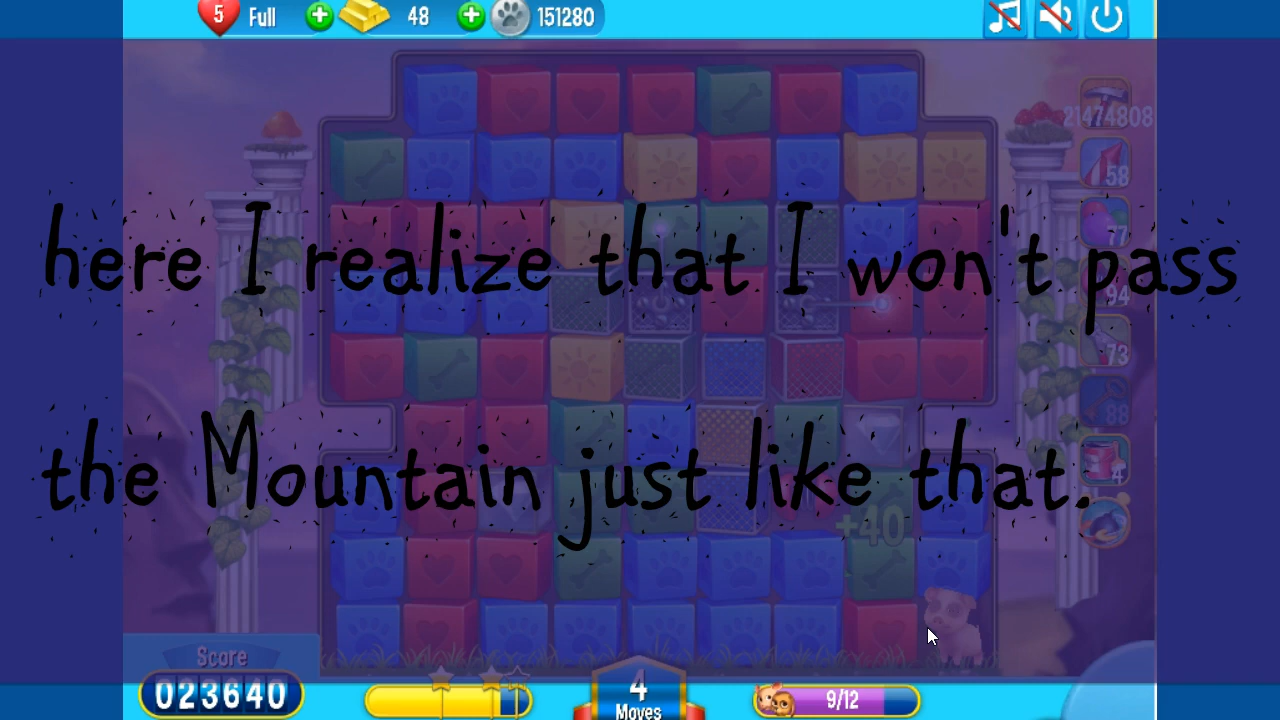 5 Full 48 151280
21474808
58
77
94
73
88
4
here I realize that I won't pass
the Mountain just like that.
+40
Score
023640
4
Moves
9/12